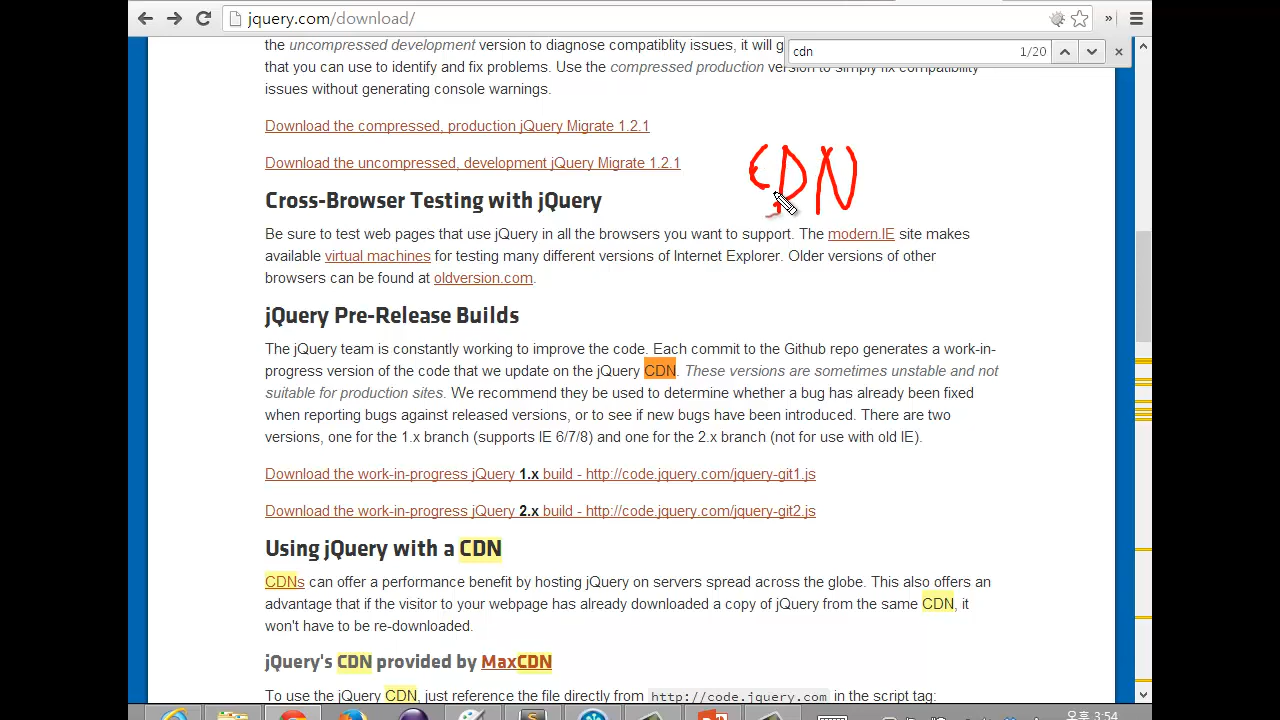 jquery.com/download/
cdn 1/20
the uncompressed development version to diagnose compatiblity issues, it will g
that you can use to identify and fix problems. Use the compressed production version to simply fix compatibility
issues without generating console warnings.
Download the compressed, production jQuery Migrate 1.2.1
Download the uncompressed, development jQuery Migrate 1.2.1
CDN
Cross-Browser Testing with jQuery
Be sure to test web pages that use jQuery in all the browsers you want to support. The modern.IE site makes
available virtual machines for testing many different versions of Internet Explorer. Older versions of other
browsers can be found at oldversion.com.
jQuery Pre-Release Builds
The jQuery team is constantly working to improve the code. Each commit to the Github repo generates a work-in-
progress version of the code that we update on the jQuery CDN. These versions are sometimes unstable and not
suitable for production sites. We recommend they be used to determine whether a bug has already been fixed
when reporting bugs against released versions, or to see if new bugs have been introduced. There are two
versions, one for the 1.x branch (supports IE 6/7/8) and one for the 2.x branch (not for use with old IE).
Download the work-in-progress jQuery 1.x build - http://code.jquery.com/jquery-git1.js
Download the work-in-progress jQuery 2.x build - http://code.jquery.com/jquery-git2.js
Using jQuery with a CDN
CDNs can offer a performance benefit by hosting jQuery on servers spread across the globe. This also offers an
advantage that if the visitor to your webpage has already downloaded a copy of jQuery from the same CDN, it
won't have to be re-downloaded.
jQuery's CDN provided by MaxCDN
To use the jQuery CDN, just reference the file directly from http://code.jquery.com in the script tag:
오후 3:54